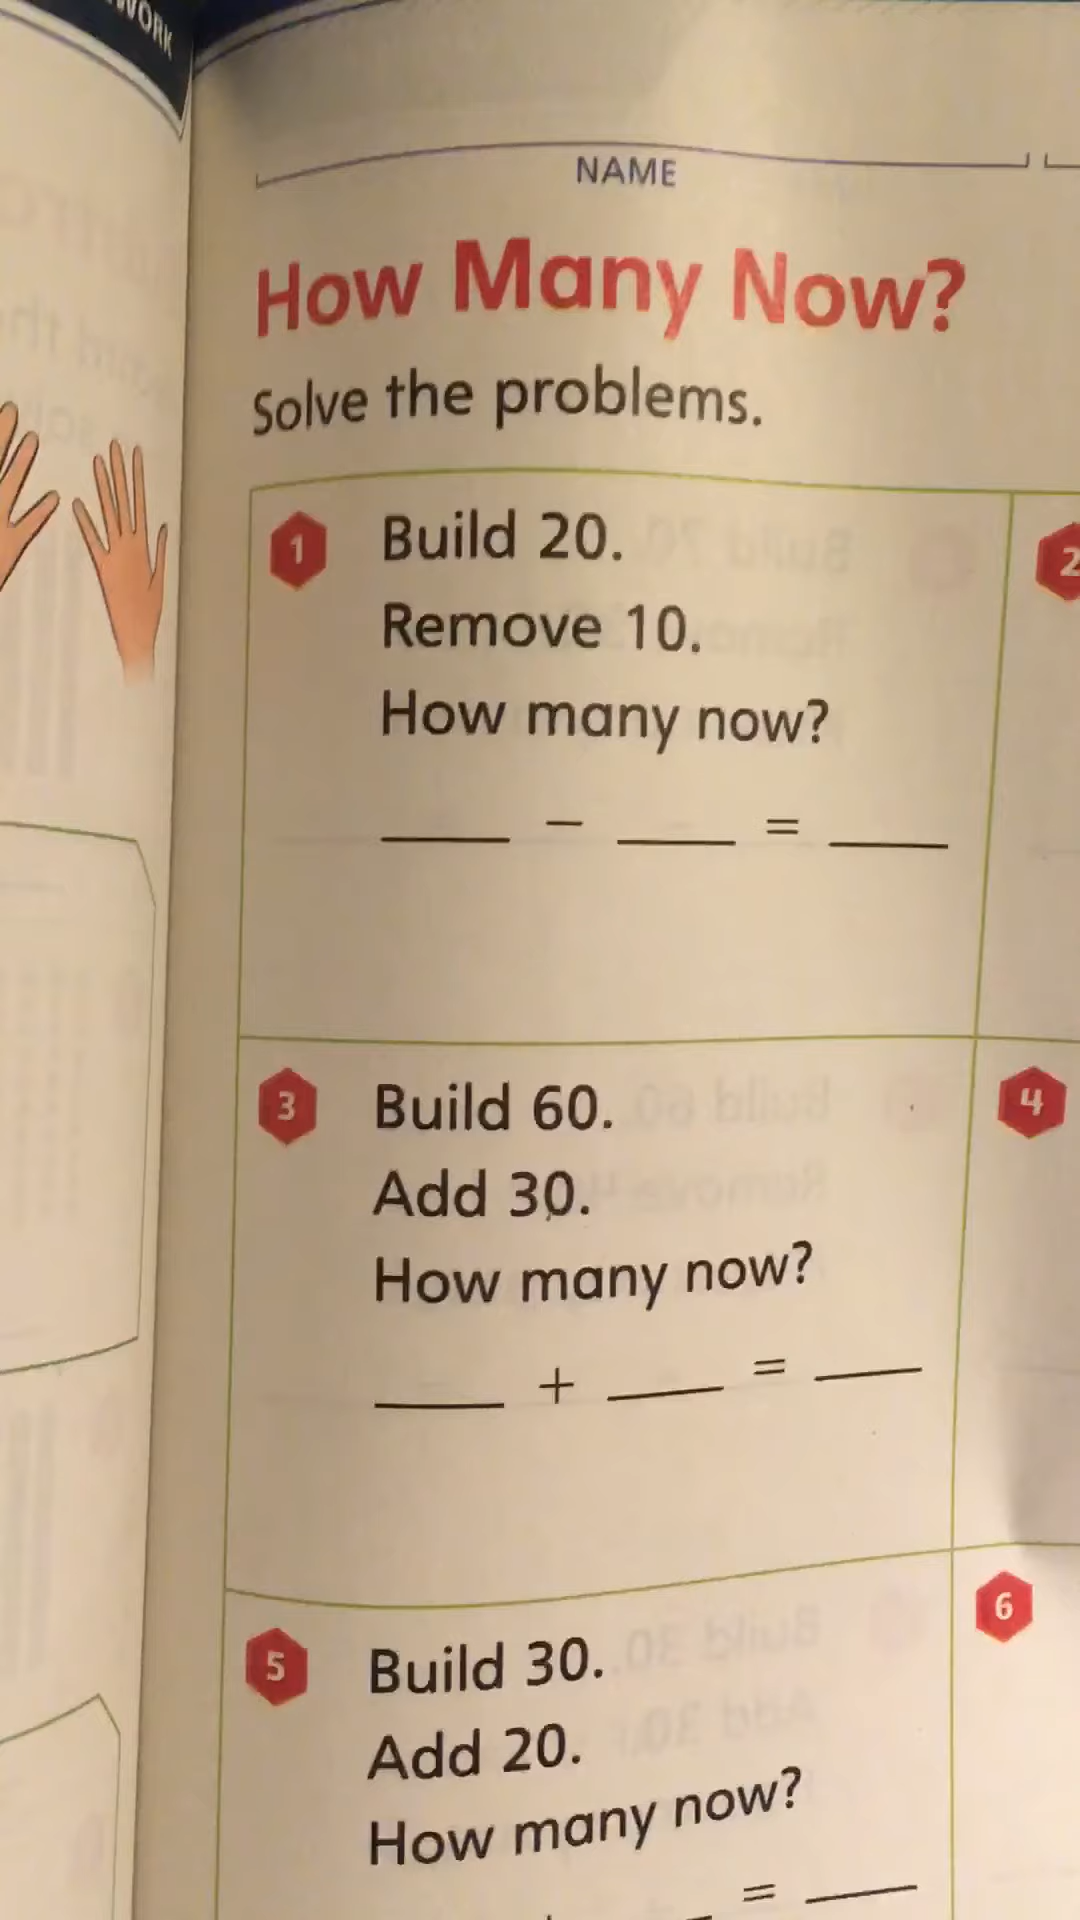 WORK
NAME
How Many Now?
Solve the problems.
1 Build 20.
Remove 10.
How many now?
___ − ___ = ___
2
3 Build 60.
Add 30.
How many now?
___ + ___ = ___
4
5 Build 30.
Add 20.
How many now?
= ___
6